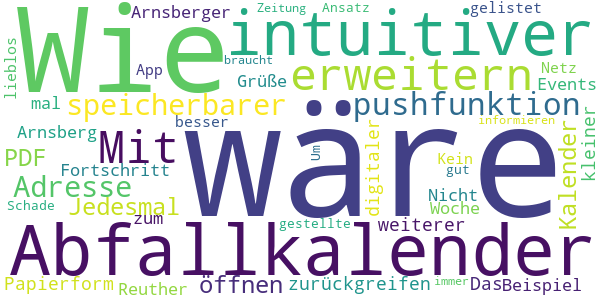 Wie
Arnsberger
Zeitung
Ansatz
gelistet
intuitiver
lieblos
App
braucht
Grüße
erweitern
Netz
Events
mal
speicherbarer
pushfunktion
kleiner
Arnsberg
Mit
besser
wäre
informieren
digitaler
Kalender
PDF
Fortschritt
Um
Kein
gut
Adresse
Nicht
Schade
Jedesmal
zum
gestellte
weiterer
Woche
Abfallkalender
Papierform
Reuther
öffnen
zurückgreifen
immer
Das
Beispiel